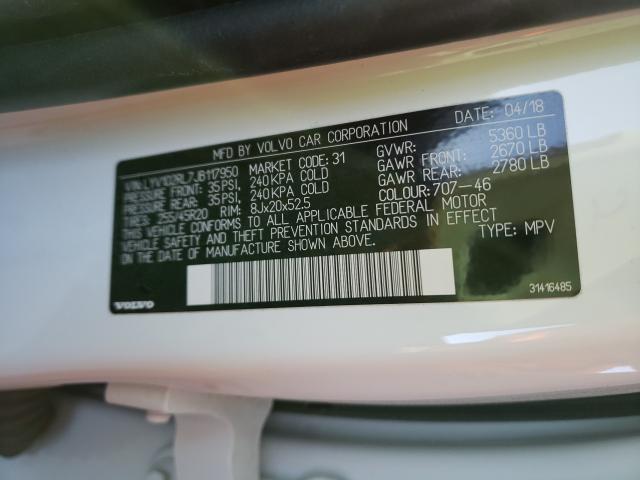 MFD BY VOLVO CAR CORPORATION DATE: 04/18
VIN: LYV102RL7JB117950 MARKET CODE: 31 GVWR: 5360 LB
PRESSURE FRONT: 35 PSI, 240 KPA COLD GAWR FRONT: 2670 LB
PRESSURE REAR: 35 PSI, 240 KPA COLD GAWR REAR: 2780 LB
TIRES: 255/45R20 RIM: 8Jx20x52.5 COLOUR: 707-46
THIS VEHICLE CONFORMS TO ALL APPLICABLE FEDERAL MOTOR
VEHICLE SAFETY AND THEFT PREVENTION STANDARDS IN EFFECT
ON THE DATE OF MANUFACTURE SHOWN ABOVE. TYPE: MPV
VOLVO 31416485